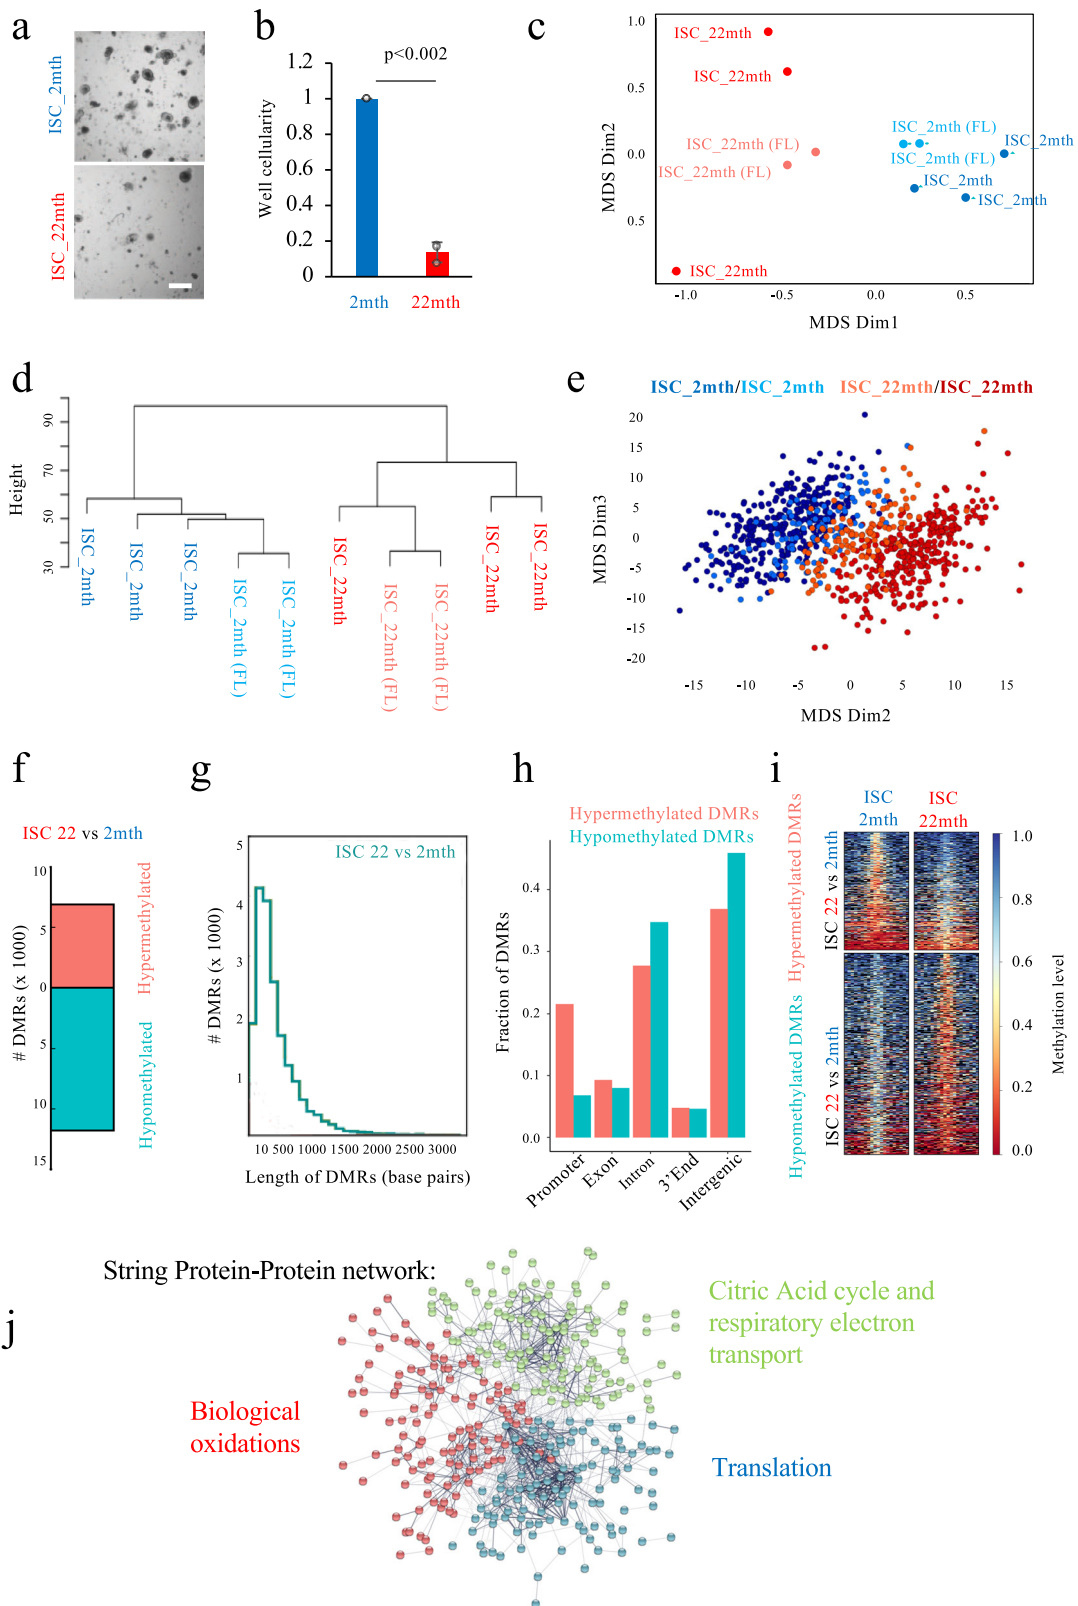 a
ISC_2mth
ISC_22mth
b
p<0.002
Well cellularity
1.2
1
0.8
0.6
0.4
0.2
0
2mth
22mth
c
MDS Dim2
1.0
0.5
0.0
0.5
ISC_22mth
ISC_22mth
ISC_22mth (FL)
ISC_22mth (FL)
ISC_22mth
ISC_2mth (FL)
ISC_2mth (FL)
ISC_2mth
ISC_2mth
ISC_2mth
-1.0
-0.5
0.0
0.5
MDS Dim1
d
Height
90
70
50
30
ISC_2mth
ISC_2mth
ISC_2mth
ISC_2mth (FL)
ISC_2mth (FL)
ISC_22mth
ISC_22mth (FL)
ISC_22mth (FL)
ISC_22mth
ISC_22mth
e
ISC_2mth/ISC_2mth ISC_22mth/ISC_22mth
MDS Dim3
20
15
10
5
0
-5
-10
-15
-20
-15
-10
-5
0
5
10
15
MDS Dim2
f
ISC 22 vs 2mth
# DMRs (x 1000)
10
5
0
5
10
15
Hypermethylated
Hypomethylated
g
ISC 22 vs 2mth
# DMRs (x 1000)
5
4
3
2
1
10 500 1000 1500 2000 2500 3000
Length of DMRs (base pairs)
h
Hypermethylated DMRs
Hypomethylated DMRs
Fraction of DMRs
0.4
0.3
0.2
0.1
0.0
Promoter
Exon
Intron
3'End
Intergenic
i
ISC
2mth
ISC
22mth
Hypermethylated DMRs
ISC 22 vs 2mth
Hypomethylated DMRs
ISC 22 vs 2mth
1.0
0.8
0.6
0.4
0.2
0.0
Methylation level
j
String Protein-Protein network:
Citric Acid cycle and
respiratory electron
transport
Biological
oxidations
Translation